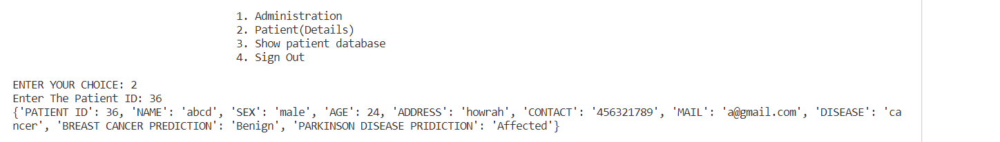 1. Administration
2. Patient(Details)
3. Show patient database
4. Sign Out
ENTER YOUR CHOICE: 2
Enter The Patient ID: 36
{'PATIENT ID': 36, 'NAME': 'abcd', 'SEX': 'male', 'AGE': 24, 'ADDRESS': 'howrah', 'CONTACT': '456321789', 'MAIL': 'a@gmail.com', 'DISEASE': 'ca
ncer', 'BREAST CANCER PREDICTION': 'Benign', 'PARKINSON DISEASE PRIDICTION': 'Affected'}